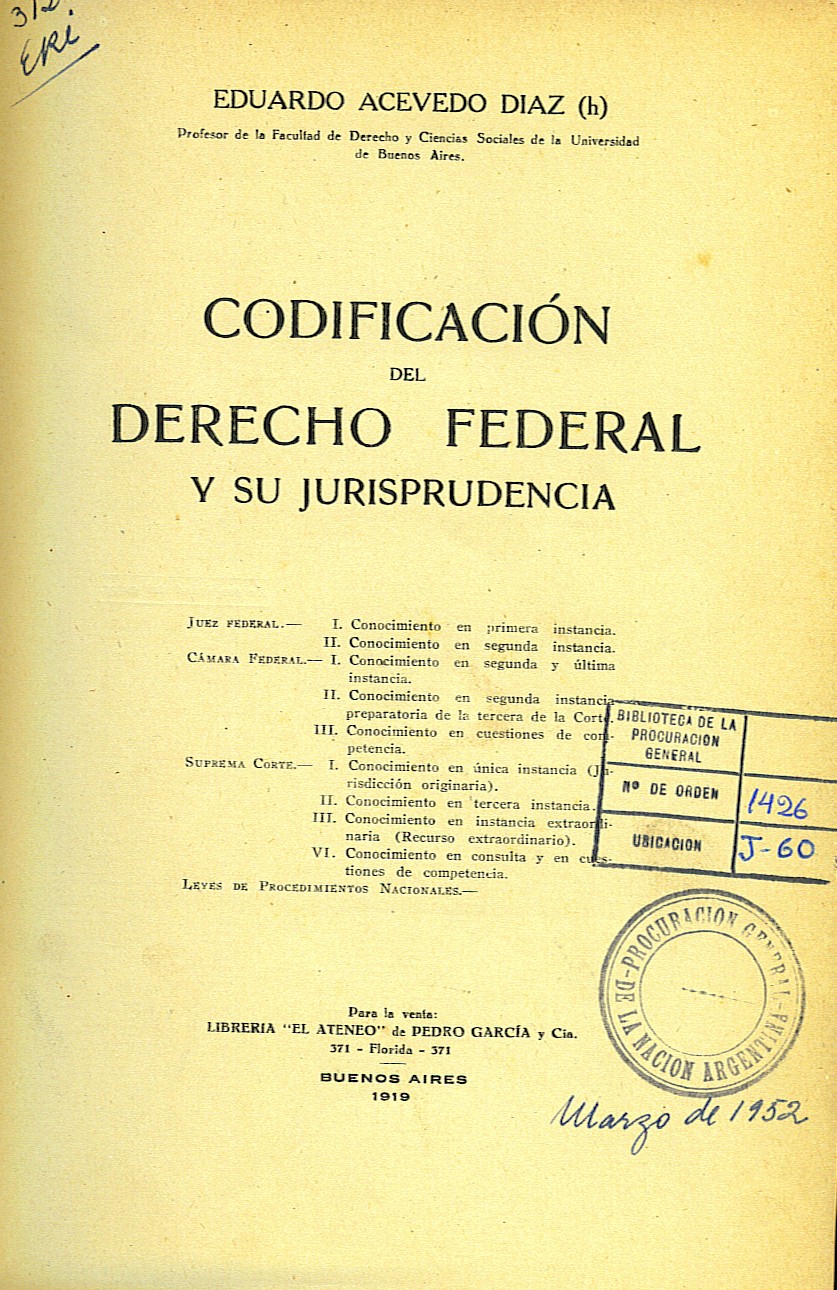 EDUARDO ACEVEDO DIAZ (h)
Profesor de la Facultad de Derecho y Ciencias Sociales de la Universidad
de Buenos Aires.
CODIFICACIÓN
DEL
DERECHO FEDERAL
Y SU JURISPRUDENCIA
JUEZ FEDERAL.— I. Conocimiento en primera instancia.
II. Conocimiento en segunda instancia.
CÁMARA FEDERAL.— I. Conocimiento en segunda y última
instancia.
II. Conocimiento en segunda instancia
preparatoria de la tercera de la Corte.
III. Conocimiento en cuestiones de com-
petencia.
SUPREMA CORTE.— I. Conocimiento en única instancia (Ju-
risdicción originaria).
II. Conocimiento en tercera instancia.
III. Conocimiento en instancia extraordi-
naria (Recurso extraordinario).
VI. Conocimiento en consulta y en cues-
tiones de competencia.
LEYES DE PROCEDIMIENTOS NACIONALES.—
BIBLIOTECA DE LA
PROCURACION
GENERAL
Nº DE ORDEN 1426
UBICACION J-60
PROCURACION GENERAL
DE LA NACION ARGENTINA
Para la venta:
LIBRERIA "EL ATENEO" de PEDRO GARCÍA y Cia.
371 - Florida - 371
BUENOS AIRES
1919
Marzo de 1952